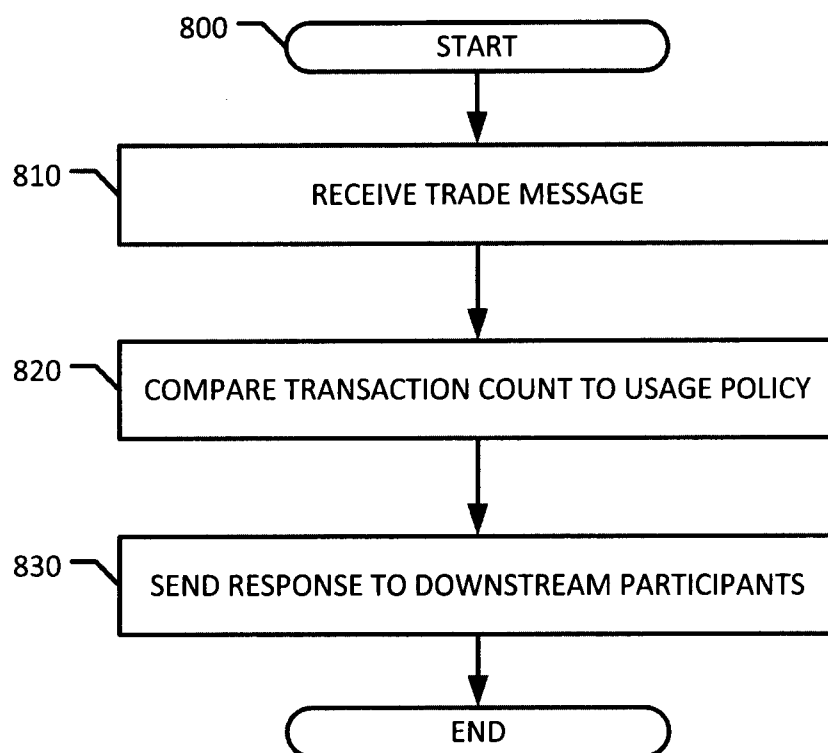 800
START
810
RECEIVE TRADE MESSAGE
820
COMPARE TRANSACTION COUNT TO USAGE POLICY
830
SEND RESPONSE TO DOWNSTREAM PARTICIPANTS
END